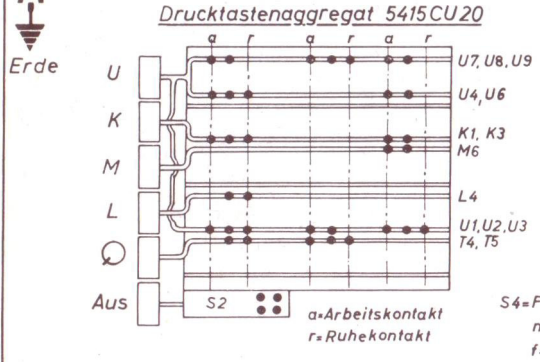 Drucktastenaggregat 5415CU20
Erde
a r a r a r
U
U7, U8, U9
U4, U6
K
K1, K3
M
M6
L
L4
U1, U2, U3
T4, T5
Aus
S2
a=Arbeitskontakt
r=Ruhekontakt
S4=F
n
f